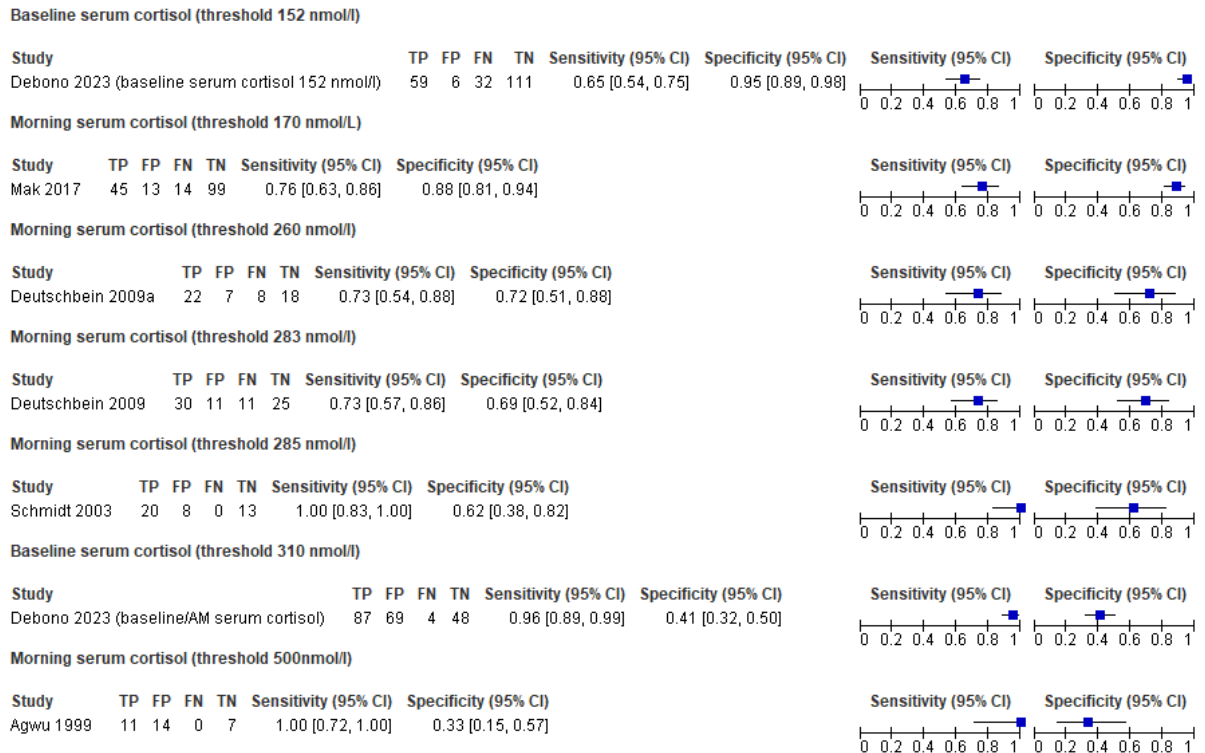 Baseline serum cortisol (threshold 152 nmol/l)
Study TP FP FN TN Sensitivity (95% CI) Specificity (95% CI) Sensitivity (95% CI) Specificity (95% CI)
Debono 2023 (baseline serum cortisol 152 nmol/l) 59 6 32 111 0.65 [0.54, 0.75] 0.95 [0.89, 0.98]
0 0.2 0.4 0.6 0.8 1 0 0.2 0.4 0.6 0.8 1
Morning serum cortisol (threshold 170 nmol/L)
Study TP FP FN TN Sensitivity (95% CI) Specificity (95% CI) Sensitivity (95% CI) Specificity (95% CI)
Mak 2017 45 13 14 99 0.76 [0.63, 0.86] 0.88 [0.81, 0.94]
0 0.2 0.4 0.6 0.8 1 0 0.2 0.4 0.6 0.8 1
Morning serum cortisol (threshold 260 nmol/l)
Study TP FP FN TN Sensitivity (95% CI) Specificity (95% CI) Sensitivity (95% CI) Specificity (95% CI)
Deutschbein 2009a 22 7 8 18 0.73 [0.54, 0.88] 0.72 [0.51, 0.88]
0 0.2 0.4 0.6 0.8 1 0 0.2 0.4 0.6 0.8 1
Morning serum cortisol (threshold 283 nmol/l)
Study TP FP FN TN Sensitivity (95% CI) Specificity (95% CI) Sensitivity (95% CI) Specificity (95% CI)
Deutschbein 2009 30 11 11 25 0.73 [0.57, 0.86] 0.69 [0.52, 0.84]
0 0.2 0.4 0.6 0.8 1 0 0.2 0.4 0.6 0.8 1
Morning serum cortisol (threshold 285 nmol/l)
Study TP FP FN TN Sensitivity (95% CI) Specificity (95% CI) Sensitivity (95% CI) Specificity (95% CI)
Schmidt 2003 20 8 0 13 1.00 [0.83, 1.00] 0.62 [0.38, 0.82]
0 0.2 0.4 0.6 0.8 1 0 0.2 0.4 0.6 0.8 1
Baseline serum cortisol (threshold 310 nmol/l)
Study TP FP FN TN Sensitivity (95% CI) Specificity (95% CI) Sensitivity (95% CI) Specificity (95% CI)
Debono 2023 (baseline/AM serum cortisol) 87 69 4 48 0.96 [0.89, 0.99] 0.41 [0.32, 0.50]
0 0.2 0.4 0.6 0.8 1 0 0.2 0.4 0.6 0.8 1
Morning serum cortisol (threshold 500nmol/l)
Study TP FP FN TN Sensitivity (95% CI) Specificity (95% CI) Sensitivity (95% CI) Specificity (95% CI)
Agwu 1999 11 14 0 7 1.00 [0.72, 1.00] 0.33 [0.15, 0.57]
0 0.2 0.4 0.6 0.8 1 0 0.2 0.4 0.6 0.8 1